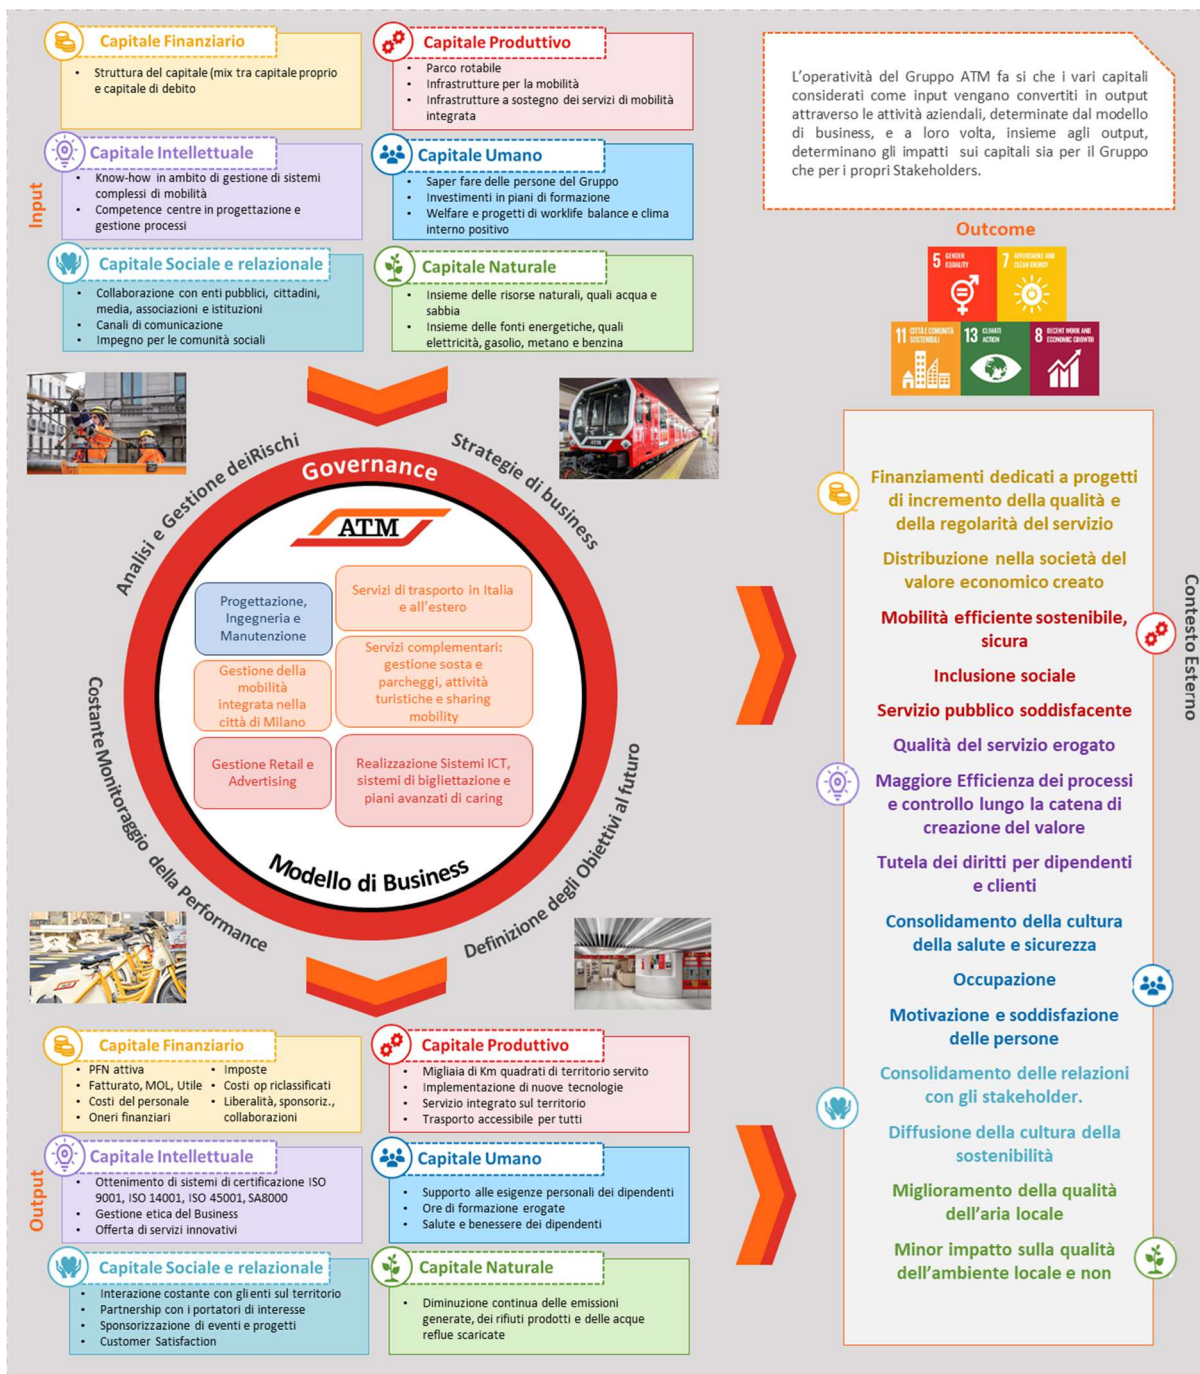 Input
Capitale Finanziario
• Struttura del capitale (mix tra capitale proprio
e capitale di debito
Capitale Produttivo
• Parco rotabile
• Infrastrutture per la mobilità
• Infrastrutture a sostegno dei servizi di mobilità
integrata
Capitale Intellettuale
• Know-how in ambito di gestione di sistemi
complessi di mobilità
• Competence centre in progettazione e
gestione processi
Capitale Umano
• Saper fare delle persone del Gruppo
• Investimenti in piani di formazione
• Welfare e progetti di worklife balance e clima
interno positivo
Capitale Sociale e relazionale
• Collaborazione con enti pubblici, cittadini,
media, associazioni e istituzioni
• Canali di comunicazione
• Impegno per le comunità sociali
Capitale Naturale
• Insieme delle risorse naturali, quali acqua e
sabbia
• Insieme delle fonti energetiche, quali
elettricità, gasolio, metano e benzina
L'operatività del Gruppo ATM fa si che i vari capitali
considerati come input vengano convertiti in output
attraverso le attività aziendali, determinate dal modello
di business, e a loro volta, insieme agli output,
determinano gli impatti sui capitali sia per il Gruppo
che per i propri Stakeholders.
Outcome
5 GENDER
EQUALITY
7 AFFORDABLE AND
CLEAN ENERGY
11 CITTÀ E COMUNITÀ
SOSTENIBILI
13 CLIMATE
ACTION
8 DECENT WORK AND
ECONOMIC GROWTH
Analisi e Gestione deiRischi
Strategie di business
Governance
ATM
Progettazione,
Ingegneria e
Manutenzione
Servizi di trasporto in Italia
e all'estero
Gestione della
mobilità
integrata nella
città di Milano
Servizi complementari:
gestione sosta e
parcheggi, attività
turistiche e sharing
mobility
Gestione Retail e
Advertising
Realizzazione Sistemi ICT,
sistemi di bigliettazione e
piani avanzati di caring
Modello di Business
Costante Monitoraggio della Performance
Definizione degli Obiettivi al futuro
ATM
Finanziamenti dedicati a progetti
di incremento della qualità e
della regolarità del servizio
Distribuzione nella società del
valore economico creato
Mobilità efficiente sostenibile,
sicura
Inclusione sociale
Servizio pubblico soddisfacente
Qualità del servizio erogato
Maggiore Efficienza dei processi
e controllo lungo la catena di
creazione del valore
Tutela dei diritti per dipendenti
e clienti
Consolidamento della cultura
della salute e sicurezza
Occupazione
Motivazione e soddisfazione
delle persone
Consolidamento delle relazioni
con gli stakeholder.
Diffusione della cultura della
sostenibilità
Miglioramento della qualità
dell'aria locale
Minor impatto sulla qualità
dell'ambiente locale e non
Contesto Esterno
Output
Capitale Finanziario
• PFN attiva
• Fatturato, MOL, Utile
• Costi del personale
• Oneri finanziari
• Imposte
• Costi op riclassificati
• Liberalità, sponsoriz.,
collaborazioni
Capitale Produttivo
• Migliaia di Km quadrati di territorio servito
• Implementazione di nuove tecnologie
• Servizio integrato sul territorio
• Trasporto accessibile per tutti
Capitale Intellettuale
• Ottenimento di sistemi di certificazione ISO
9001, ISO 14001, ISO 45001, SA8000
• Gestione etica del Business
• Offerta di servizi innovativi
Capitale Umano
• Supporto alle esigenze personali dei dipendenti
• Ore di formazione erogate
• Salute e benessere dei dipendenti
Capitale Sociale e relazionale
• Interazione costante con gli enti sul territorio
• Partnership con i portatori di interesse
• Sponsorizzazione di eventi e progetti
• Customer Satisfaction
Capitale Naturale
• Diminuzione continua delle emissioni
generate, dei rifiuti prodotti e delle acque
reflue scaricate